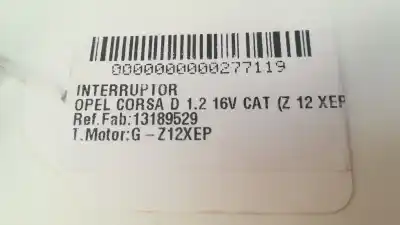 0000000000277119
INTERRUPTOR
OPEL CORSA D 1.2 16V CAT (Z 12 XEP
Ref.Fab:13189529
T.Motor:G - Z12XEP